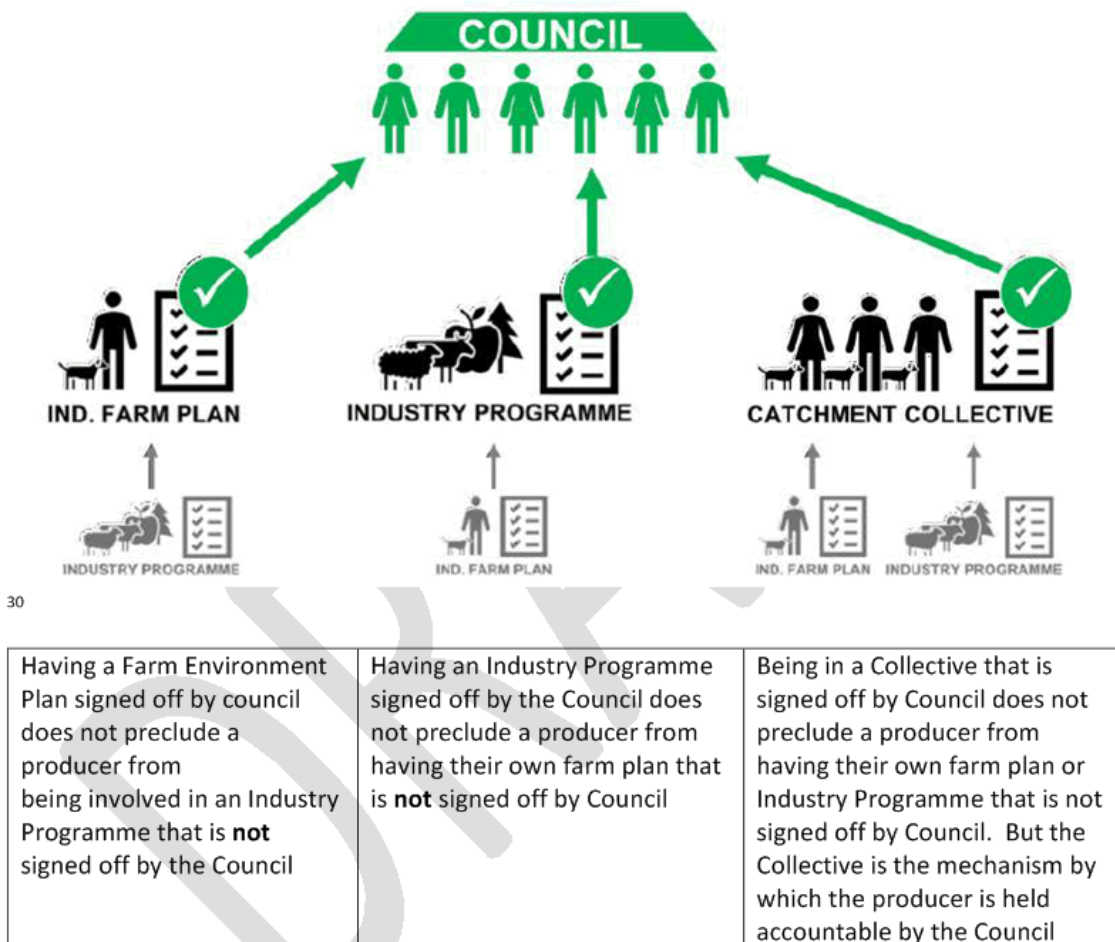 COUNCIL
IND. FARM PLAN
INDUSTRY PROGRAMME
CATCHMENT COLLECTIVE
INDUSTRY PROGRAMME
IND. FARM PLAN
IND. FARM PLAN
INDUSTRY PROGRAMME
30
Having a Farm Environment
Plan signed off by council
does not preclude a
producer from
being involved in an Industry
Programme that is not
signed off by the Council
Having an Industry Programme
signed off by the Council does
not preclude a producer from
having their own farm plan that
is not signed off by Council
Being in a Collective that is
signed off by Council does not
preclude a producer from
having their own farm plan or
Industry Programme that is not
signed off by Council.  But the
Collective is the mechanism by
which the producer is held
accountable by the Council